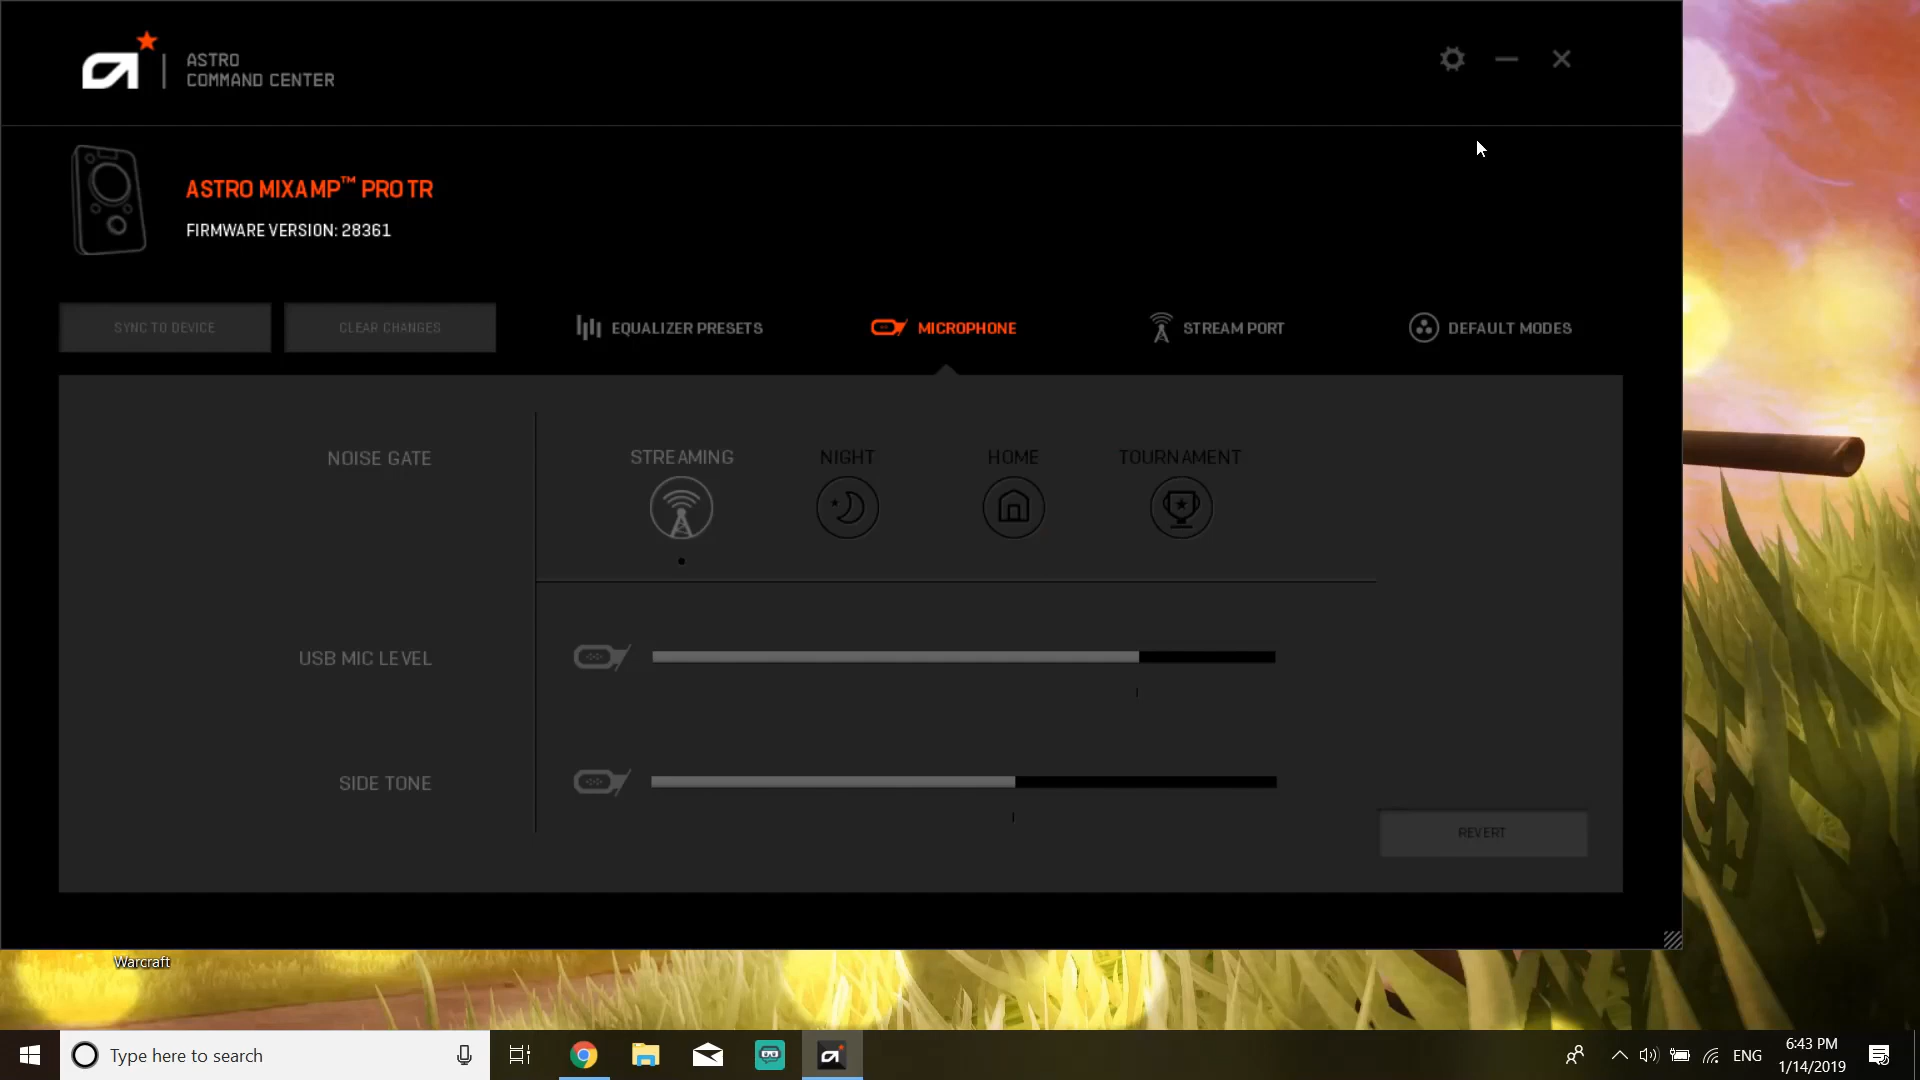 ASTRO
COMMAND CENTER
ASTRO MIXAMP™ PRO TR
FIRMWARE VERSION: 28361
SYNC TO DEVICE
CLEAR CHANGES
EQUALIZER PRESETS
MICROPHONE
STREAM PORT
DEFAULT MODES
NOISE GATE
STREAMING
NIGHT
HOME
TOURNAMENT
USB MIC LEVEL
SIDE TONE
REVERT
Warcraft
Type here to search
ENG
6:43 PM
1/14/2019